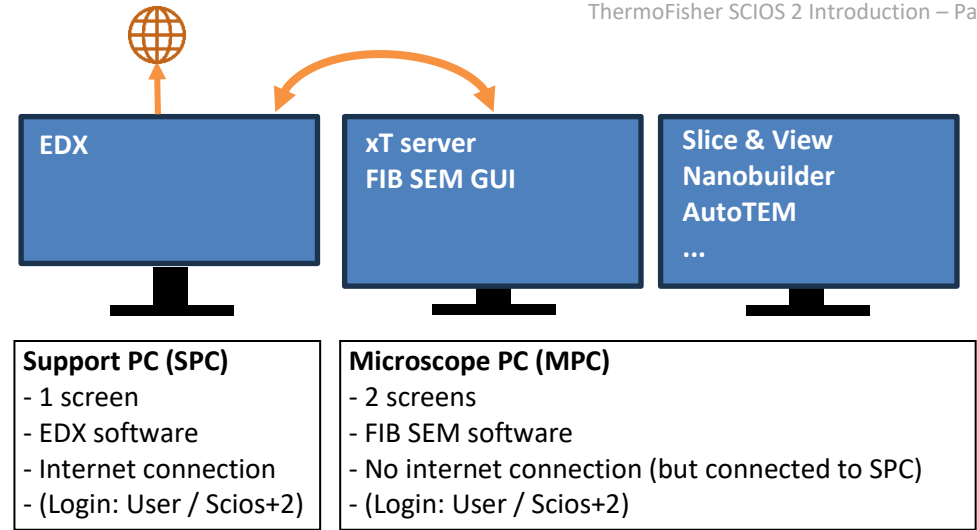 ThermoFisher SCIOS 2 Introduction – Pa
EDX
xT server
FIB SEM GUI
Slice & View
Nanobuilder
AutoTEM
...
Support PC (SPC)
- 1 screen
- EDX software
- Internet connection
- (Login: User / Scios+2)
Microscope PC (MPC)
- 2 screens
- FIB SEM software
- No internet connection (but connected to SPC)
- (Login: User / Scios+2)